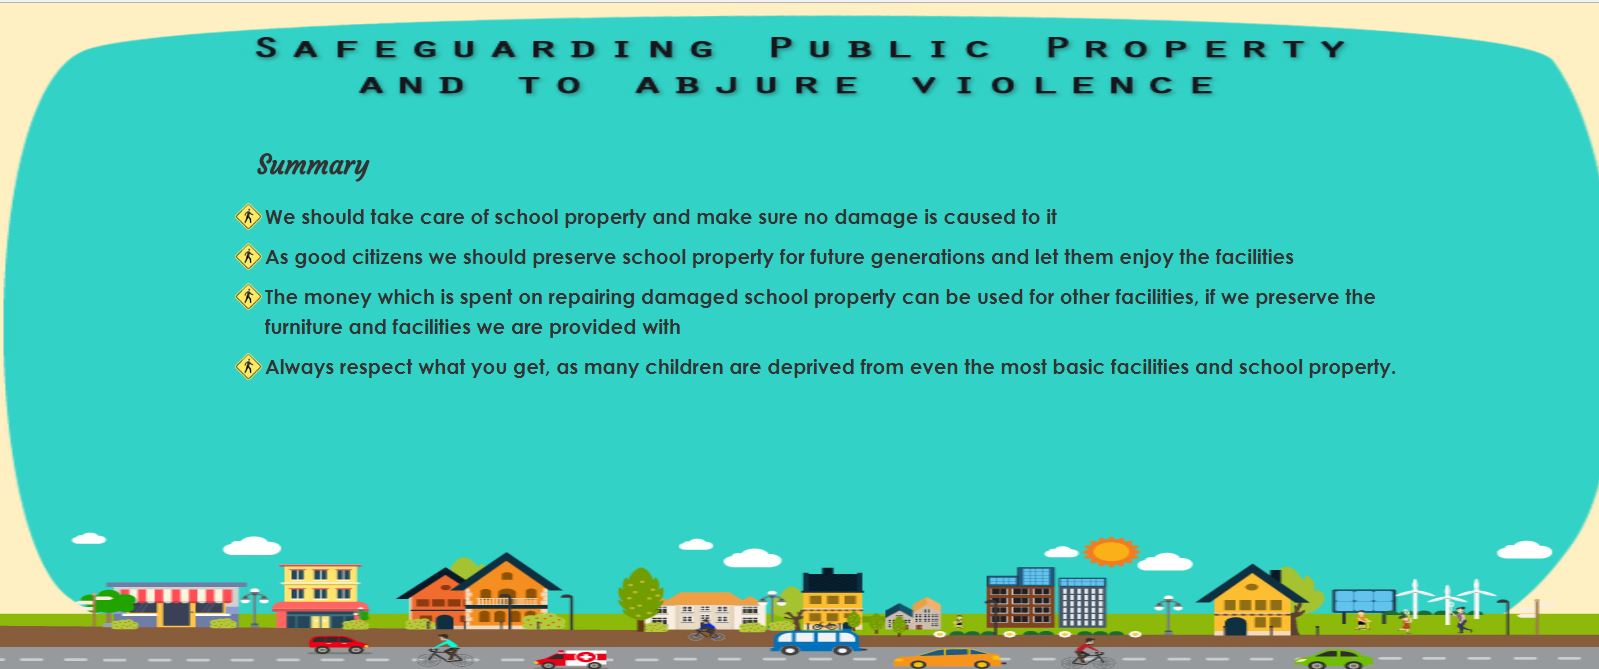 Safeguarding Public Property
and to abjure violence
Summary
We should take care of school property and make sure no damage is caused to it
As good citizens we should preserve school property for future generations and let them enjoy the facilities
The money which is spent on repairing damaged school property can be used for other facilities, if we preserve the
furniture and facilities we are provided with
Always respect what you get, as many children are deprived from even the most basic facilities and school property.